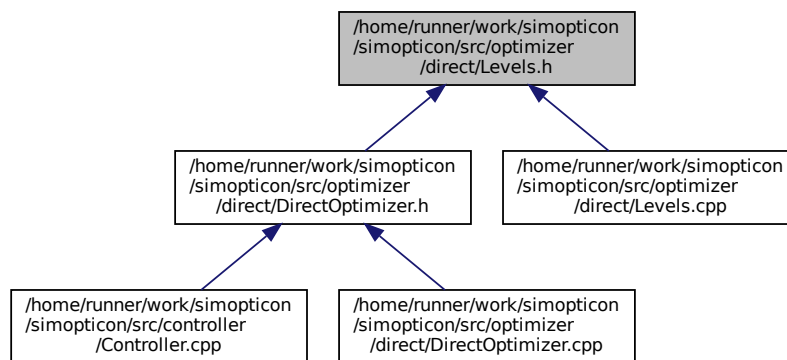 /home/runner/work/simopticon
/simopticon/src/optimizer
/direct/Levels.h
/home/runner/work/simopticon
/simopticon/src/optimizer
/direct/DirectOptimizer.h
/home/runner/work/simopticon
/simopticon/src/optimizer
/direct/Levels.cpp
/home/runner/work/simopticon
/simopticon/src/controller
/Controller.cpp
/home/runner/work/simopticon
/simopticon/src/optimizer
/direct/DirectOptimizer.cpp